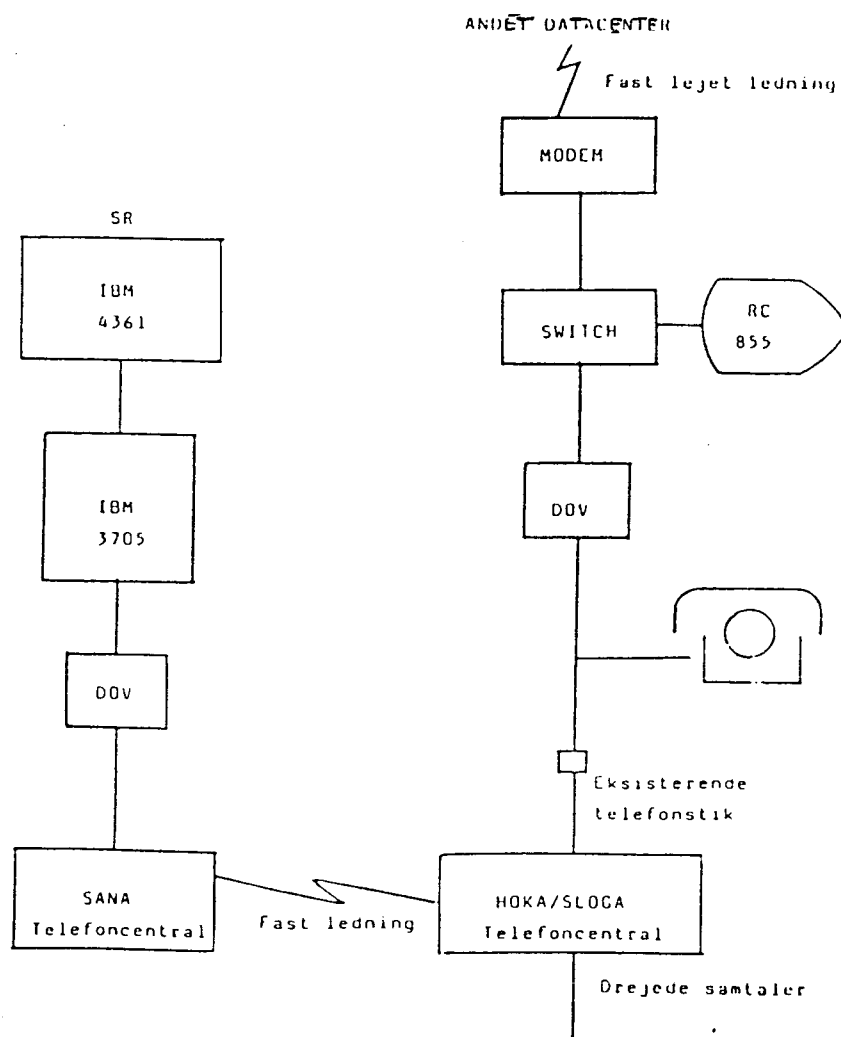 ANDET DATACENTER
Fast lejet ledning
MODEM
SR
IBM
4361
SWITCH
RC
855
IBM
3705
DOV
DOV
Eksisterende
telefonstik
SANA
Telefoncentral
Fast ledning
HOKA/SLOGA
Telefoncentral
Drejede samtaler